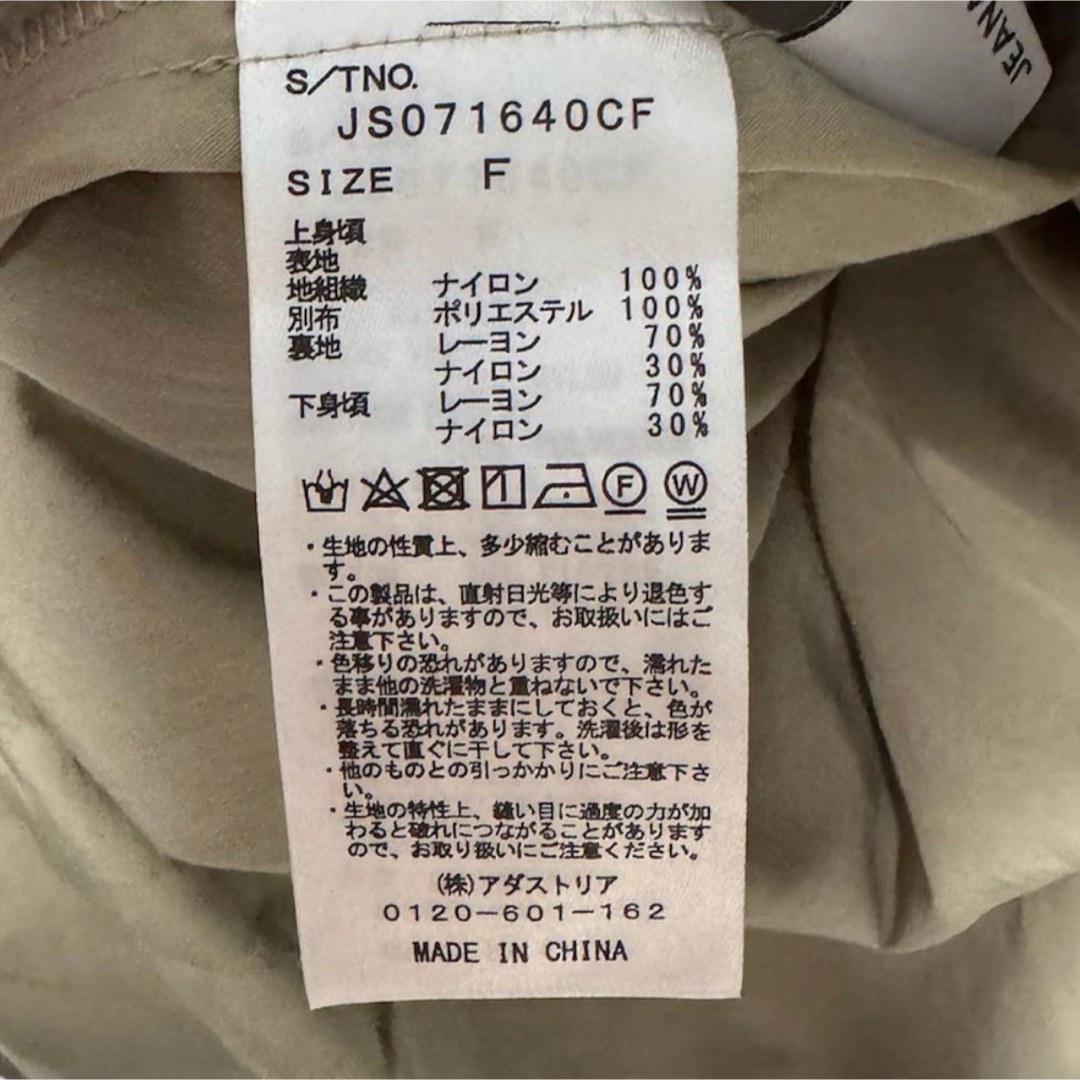 JEANA
S/TNO.
JS071640CF
SIZE F
上身頃
表地
地組織 ナイロン 100%
別布 ポリエステル 100%
裏地 レーヨン 70%
ナイロン 30%
下身頃 レーヨン 70%
ナイロン 30%
F W
・生地の性質上、多少縮むことがありま
す。
・この製品は、直射日光等により退色す
る事がありますので、お取扱いにはご
注意下さい。
・色移りの恐れがありますので、濡れた
まま他の洗濯物と重ねないで下さい。
・長時間濡れたままにしておくと、色が
落ちる恐れがあります。洗濯後は形を
整えて直ぐに干して下さい。
・他のものとの引っかかりにご注意下さ
い。
・生地の特性上、縫い目に過度の力が加
わると破れにつながることがあります
ので、お取り扱いにご注意ください。
(株)アダストリア
0120-601-162
MADE IN CHINA